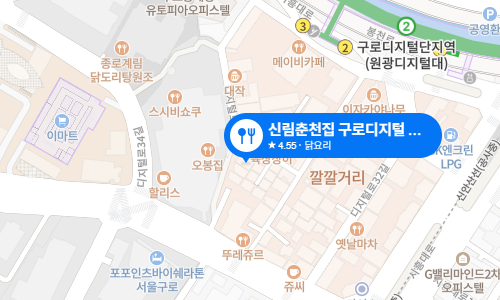 유토피아오피스텔
종로계림
닭도리탕원조
스시비쇼쿠
대작
메이비카페
3
2
2
구로디지털단지역
(원광디지털대)
봉천로
공영환
이자카야나무
이마트
디지털로34길
오봉집
할리스
신림춘천집 구로디지털 ...
★ 4.55 · 닭요리
깔깔거리
디지털로32길
LPG
시흥대로
뚜레쥬르
옛날마차
쥬씨
포포인츠바이쉐라톤
서울구로
G밸리마인드2차
오피스텔